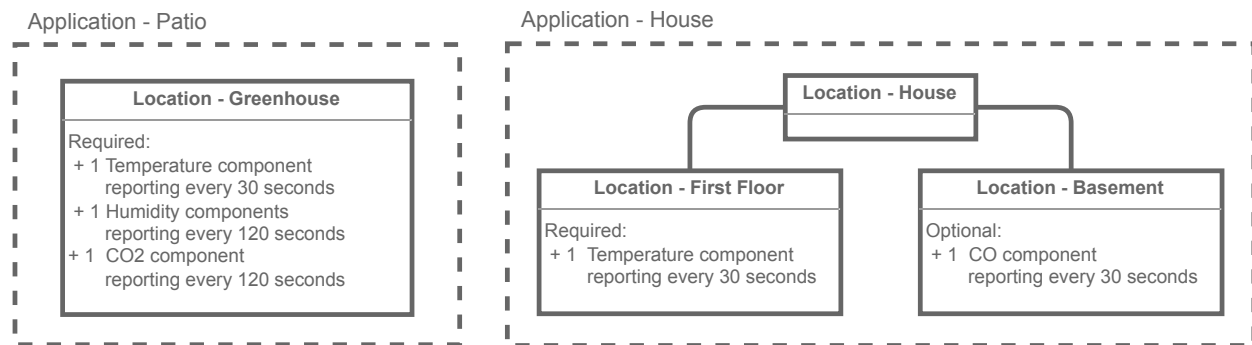 Application - Patio
Location - Greenhouse
Required:
+ 1 Temperature component
reporting every 30 seconds
+ 1 Humidity components
reporting every 120 seconds
+ 1 CO2 component
reporting every 120 seconds
Application - House
Location - House
Location - First Floor
Required:
+ 1 Temperature component
reporting every 30 seconds
Location - Basement
Optional:
+ 1 CO component
reporting every 30 seconds